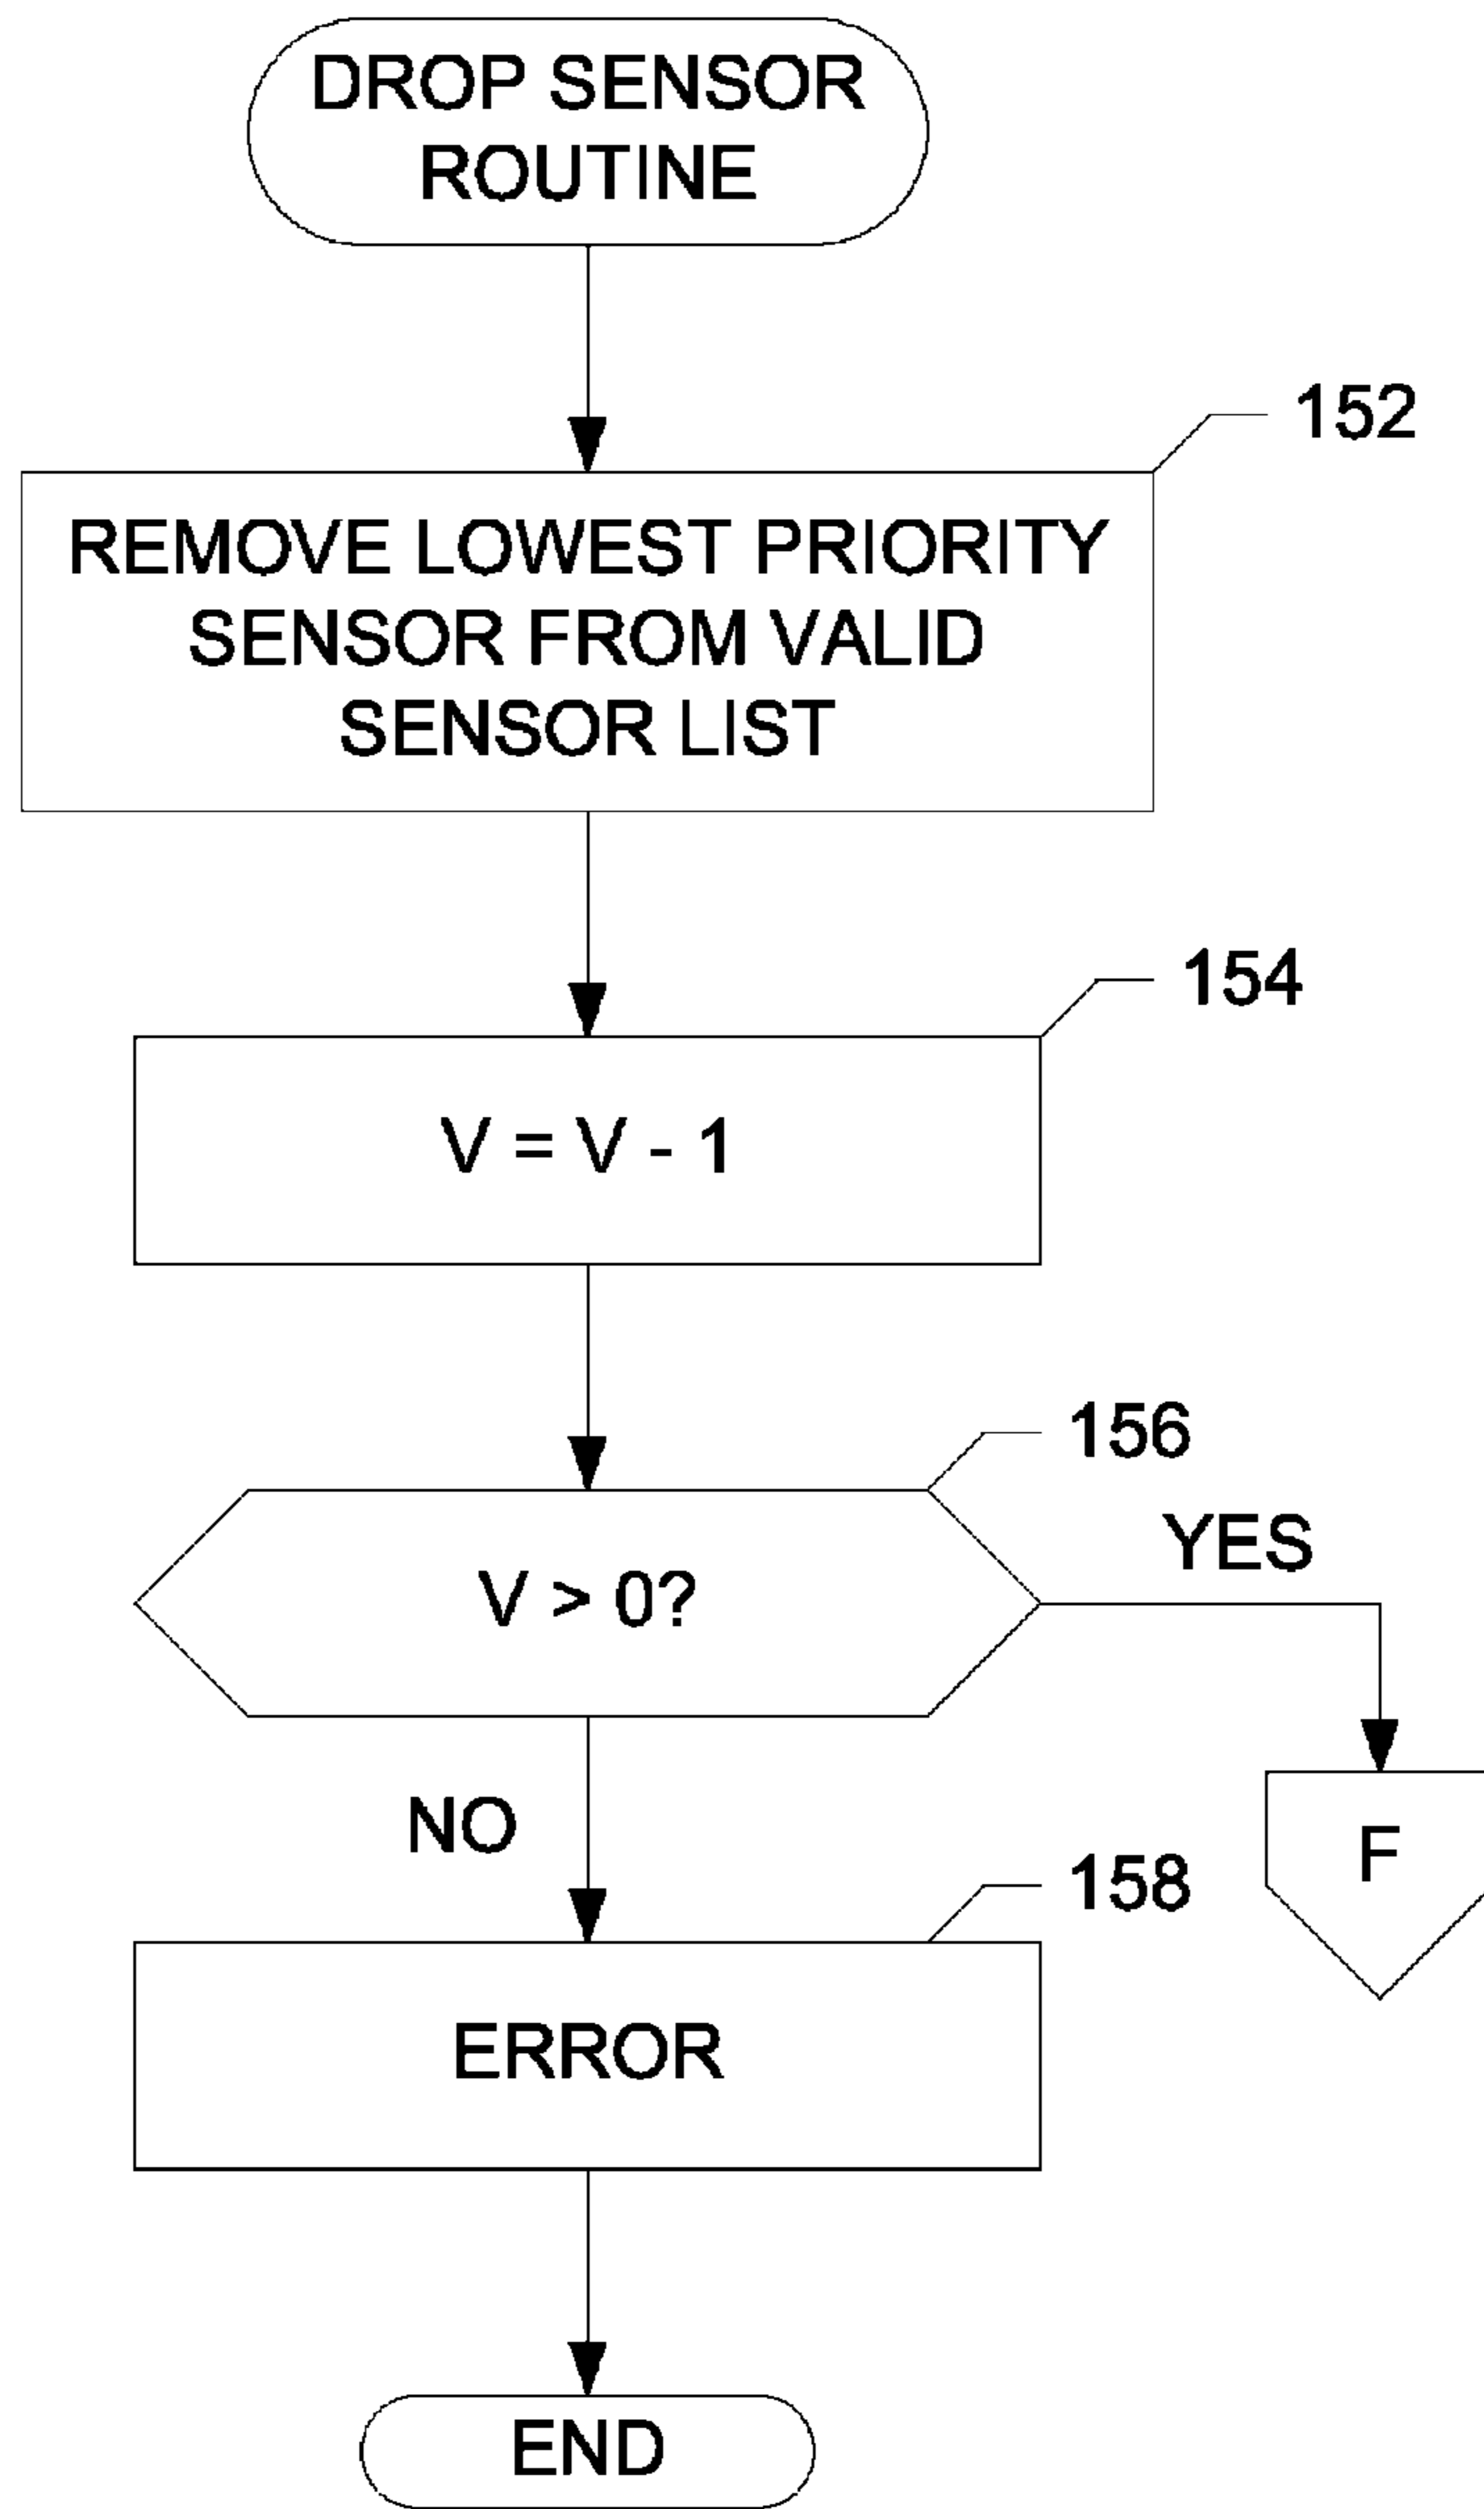 DROP SENSOR
ROUTINE
152
REMOVE LOWEST PRIORITY
SENSOR FROM VALID
SENSOR LIST
154
V = V - 1
156
YES
V > 0?
NO
F
158
ERROR
END